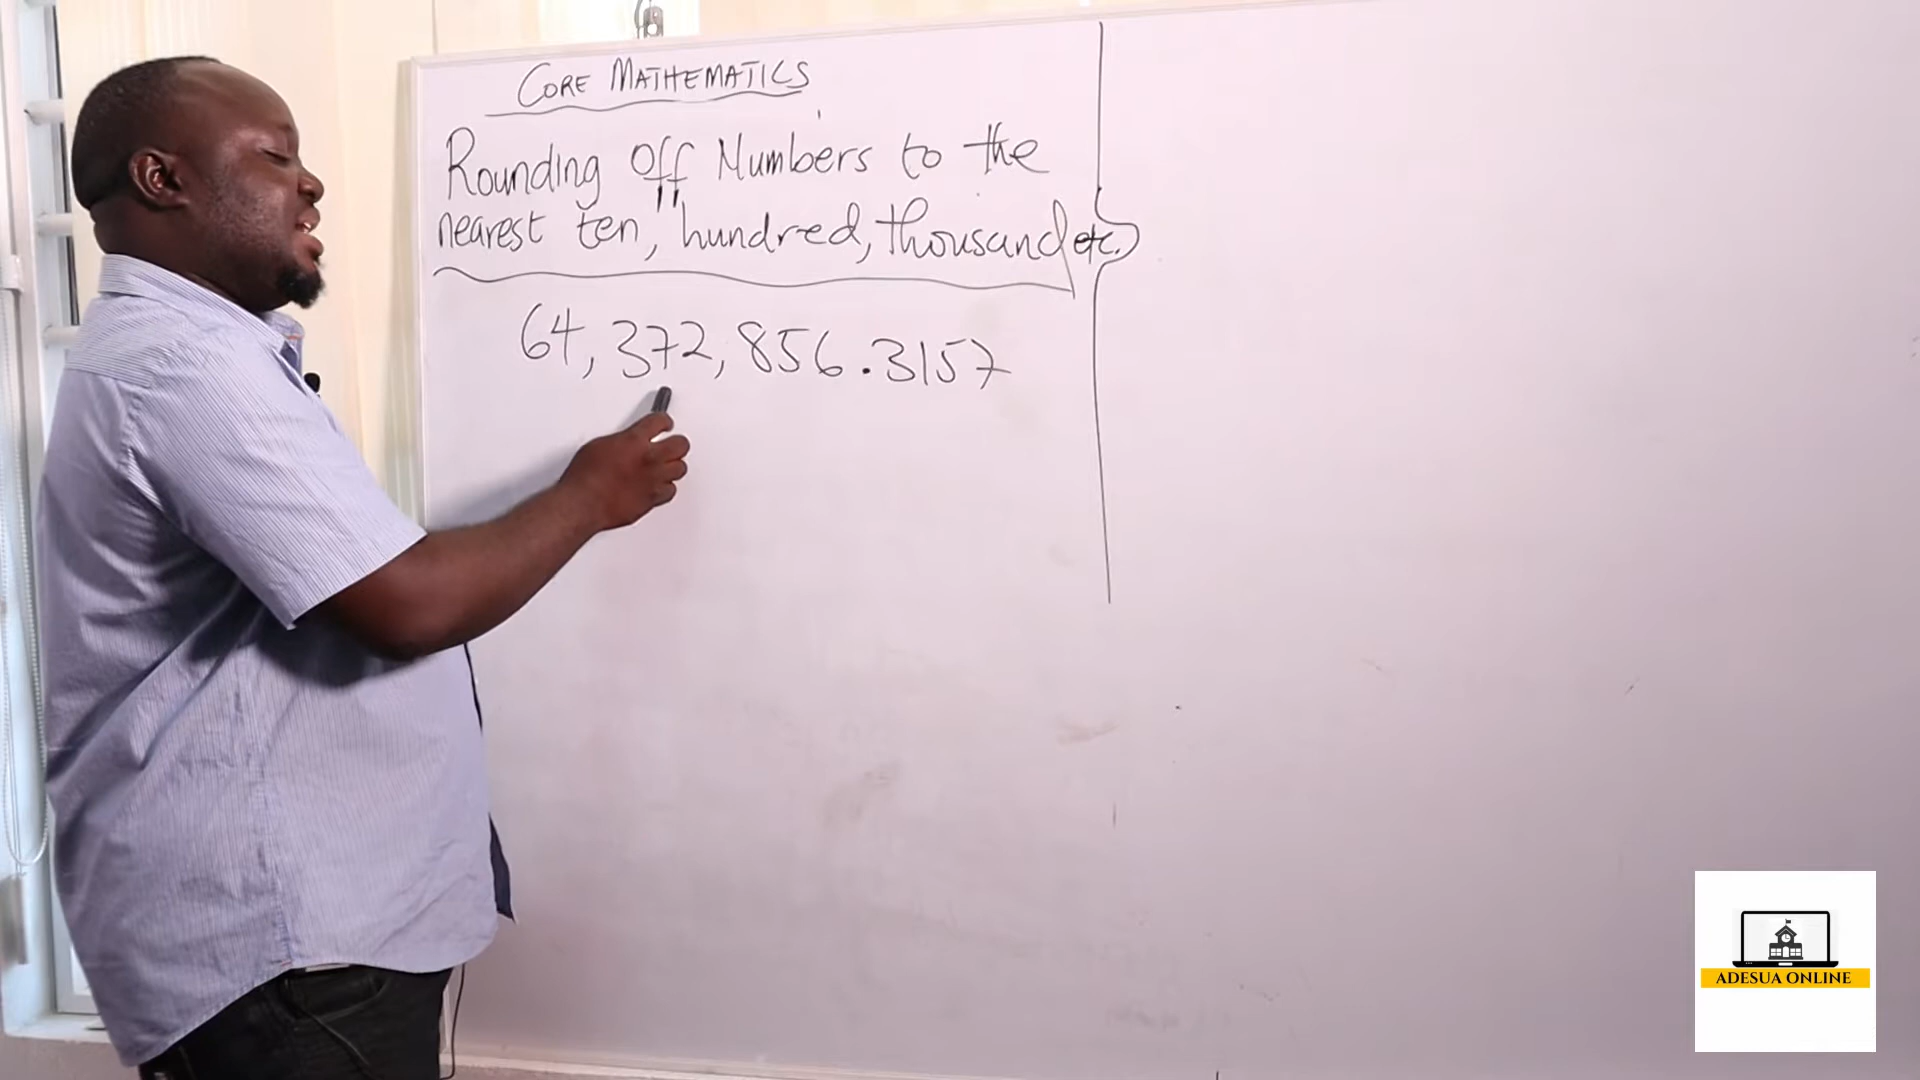 CORE MATHEMATICS
Rounding Off Numbers to the
nearest ten, "hundred, thousand etc.)
64,372,856.3157
ADESUA ONLINE